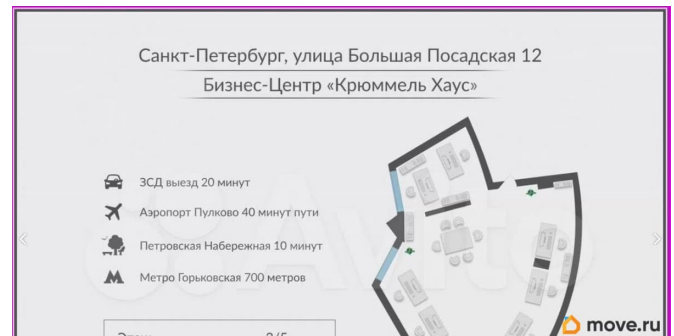 Санкт-Петербург, улица Большая Посадская 12
Бизнес-Центр «Крюммель Хаус»
ЗСД выезд 20 минут
Аэропорт Пулково 40 минут пути
Петровская Набережная 10 минут
Метро Горьковская 700 метров
Avito
move.ru